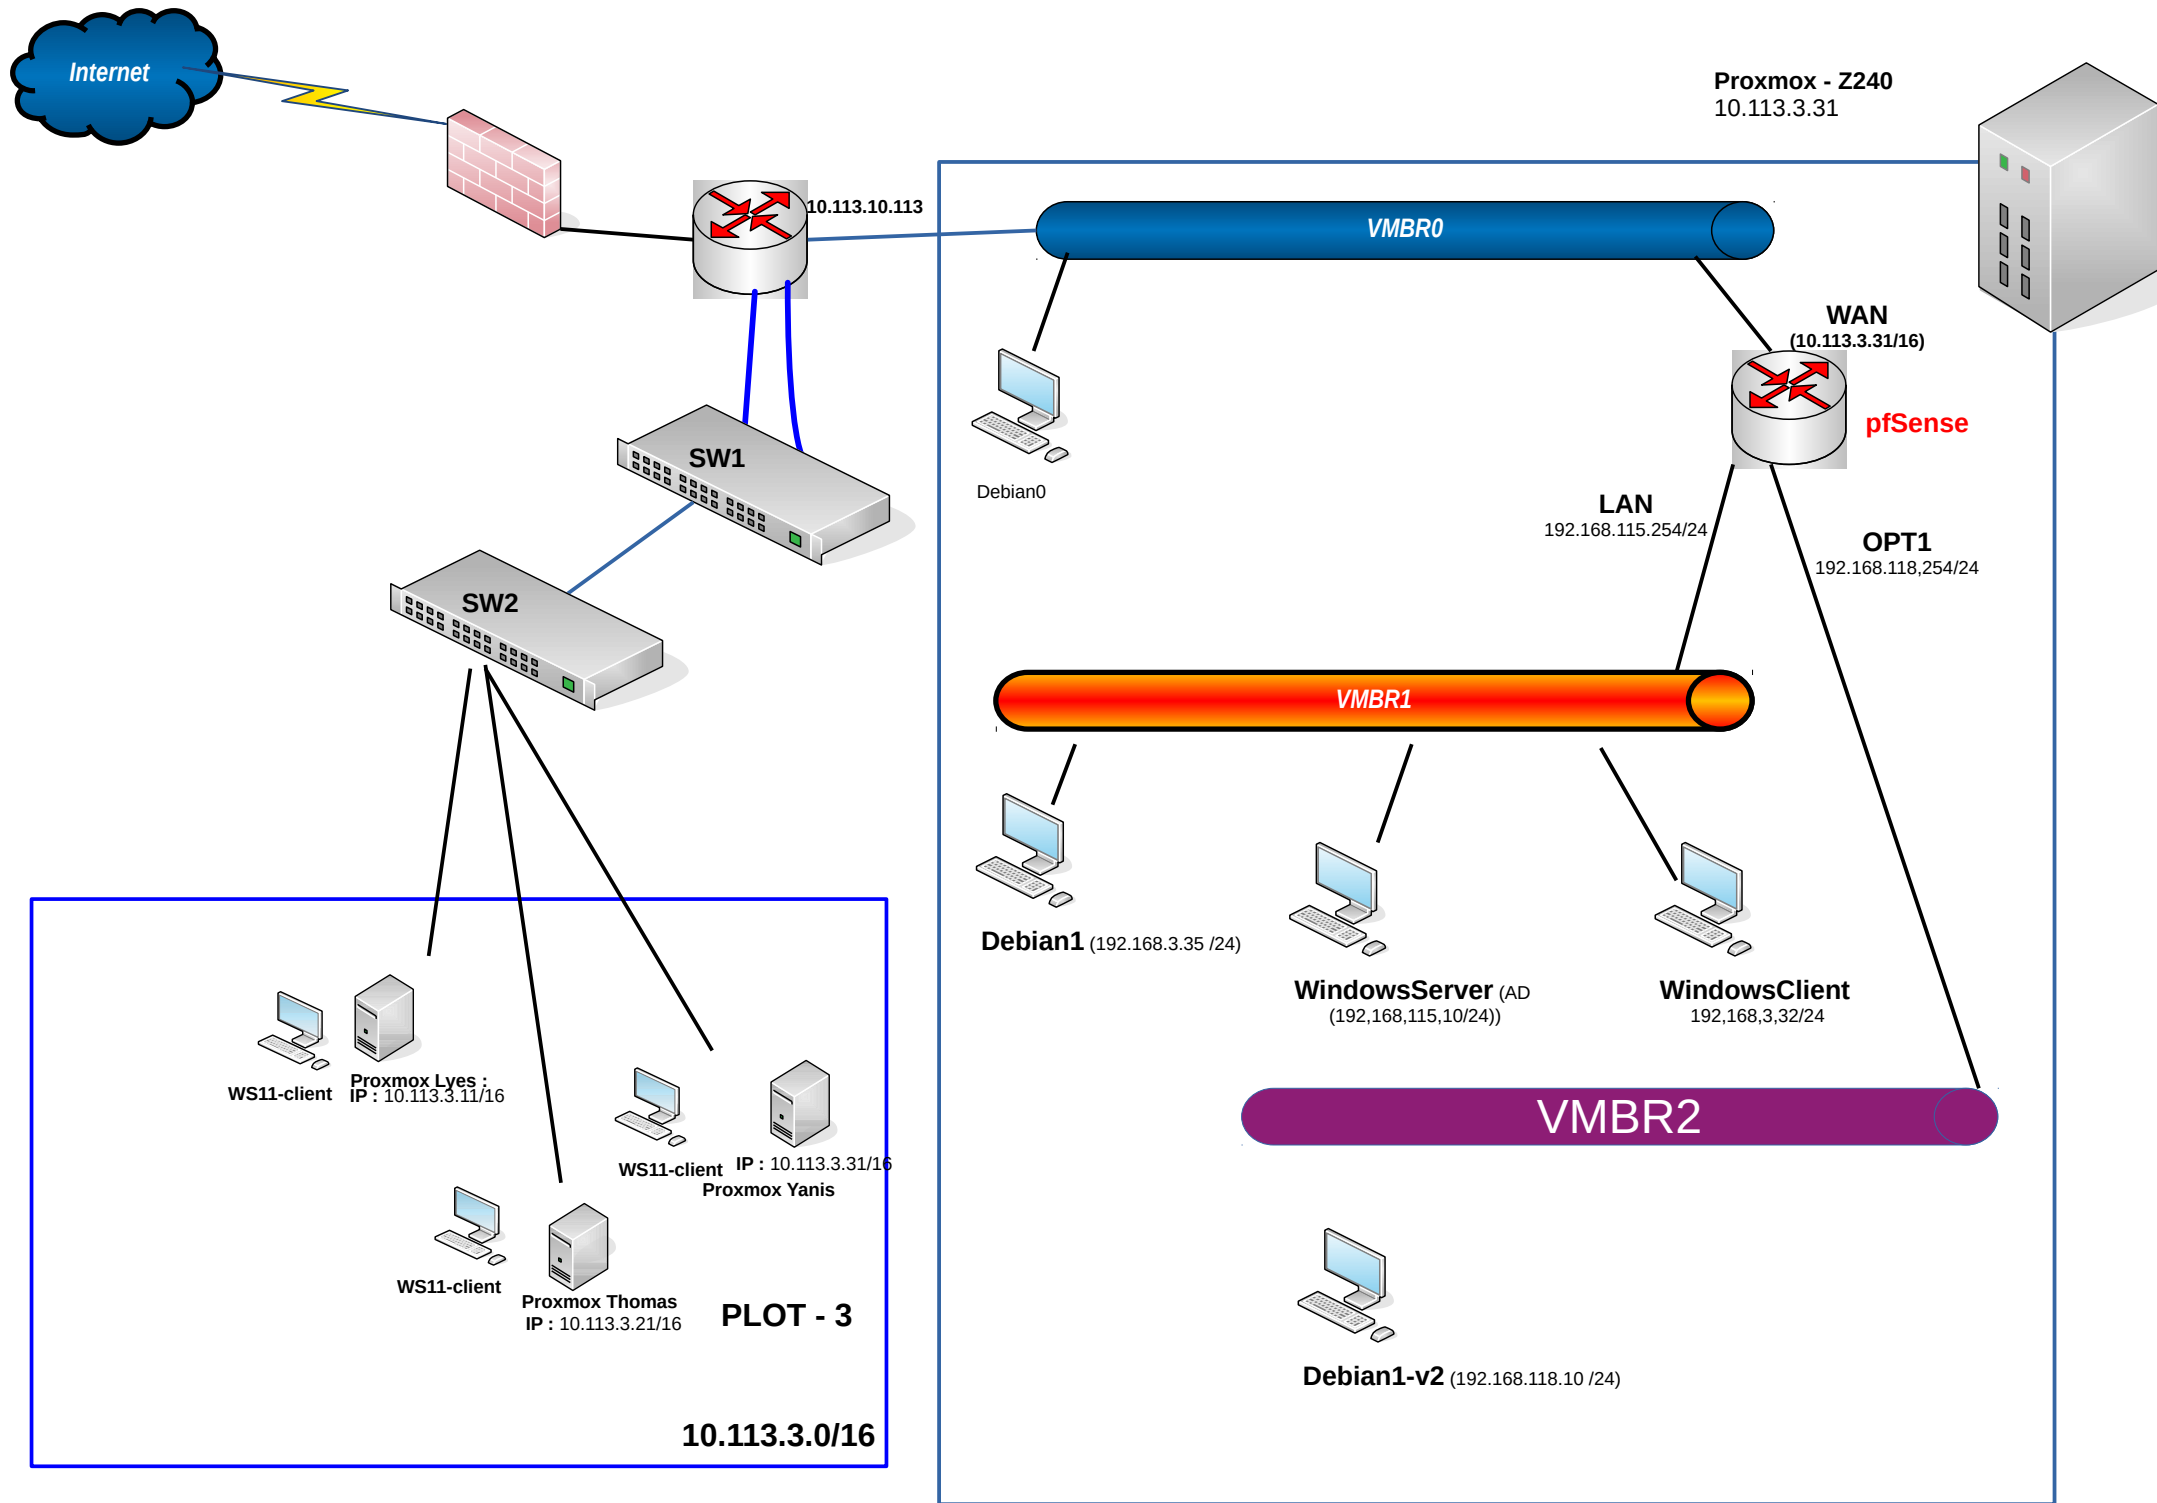 Internet
Proxmox - Z240
10.113.3.31
10.113.10.113
VMBR0
WAN
(10.113.3.31/16)
pfSense
SW1
Debian0
LAN
192.168.115.254/24
OPT1
192.168.118,254/24
SW2
VMBR1
Debian1 (192.168.3.35 /24)
WindowsServer (AD
(192,168,115,10/24))
WindowsClient
192,168,3,32/24
WS11-client
Proxmox Lyes :
IP : 10.113.3.11/16
VMBR2
WS11-client
IP : 10.113.3.31/16
Proxmox Yanis
WS11-client
Proxmox Thomas
IP : 10.113.3.21/16
PLOT - 3
Debian1-v2 (192.168.118.10 /24)
10.113.3.0/16